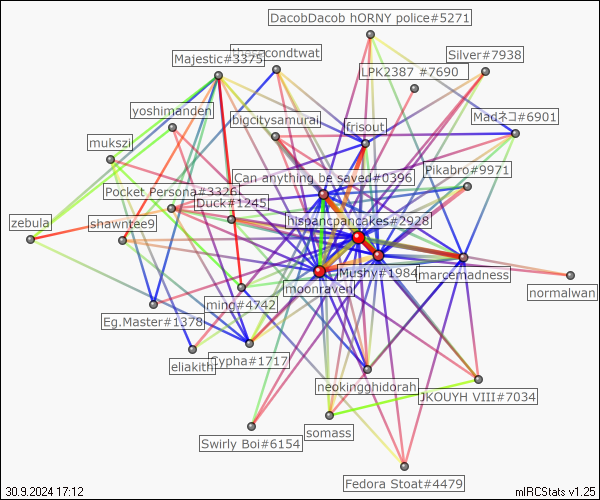 DacobDacob hORNY police#5271
Majestic#3375
thesecondtwat
Silver#7938
LPK2387 #7690
yoshimanden
bigcitysamurai
frisout
Madネコ#6901
mukszi
Can anything be saved#0396
Pikabro#9971
Pocket Persona#3326
Duck#1245
zebula
shawntee9
hispancpancakes#2928
Mushy#1984
marcemadness
moonraven
normalwan
ming#4742
Eg.Master#1378
eliakith
Cypha#1717
neokingghidorah
JKOUYH VIII#7034
somass
Swirly Boi#6154
Fedora Stoat#4479
30.9.2024 17:12
mIRCStats v1.25